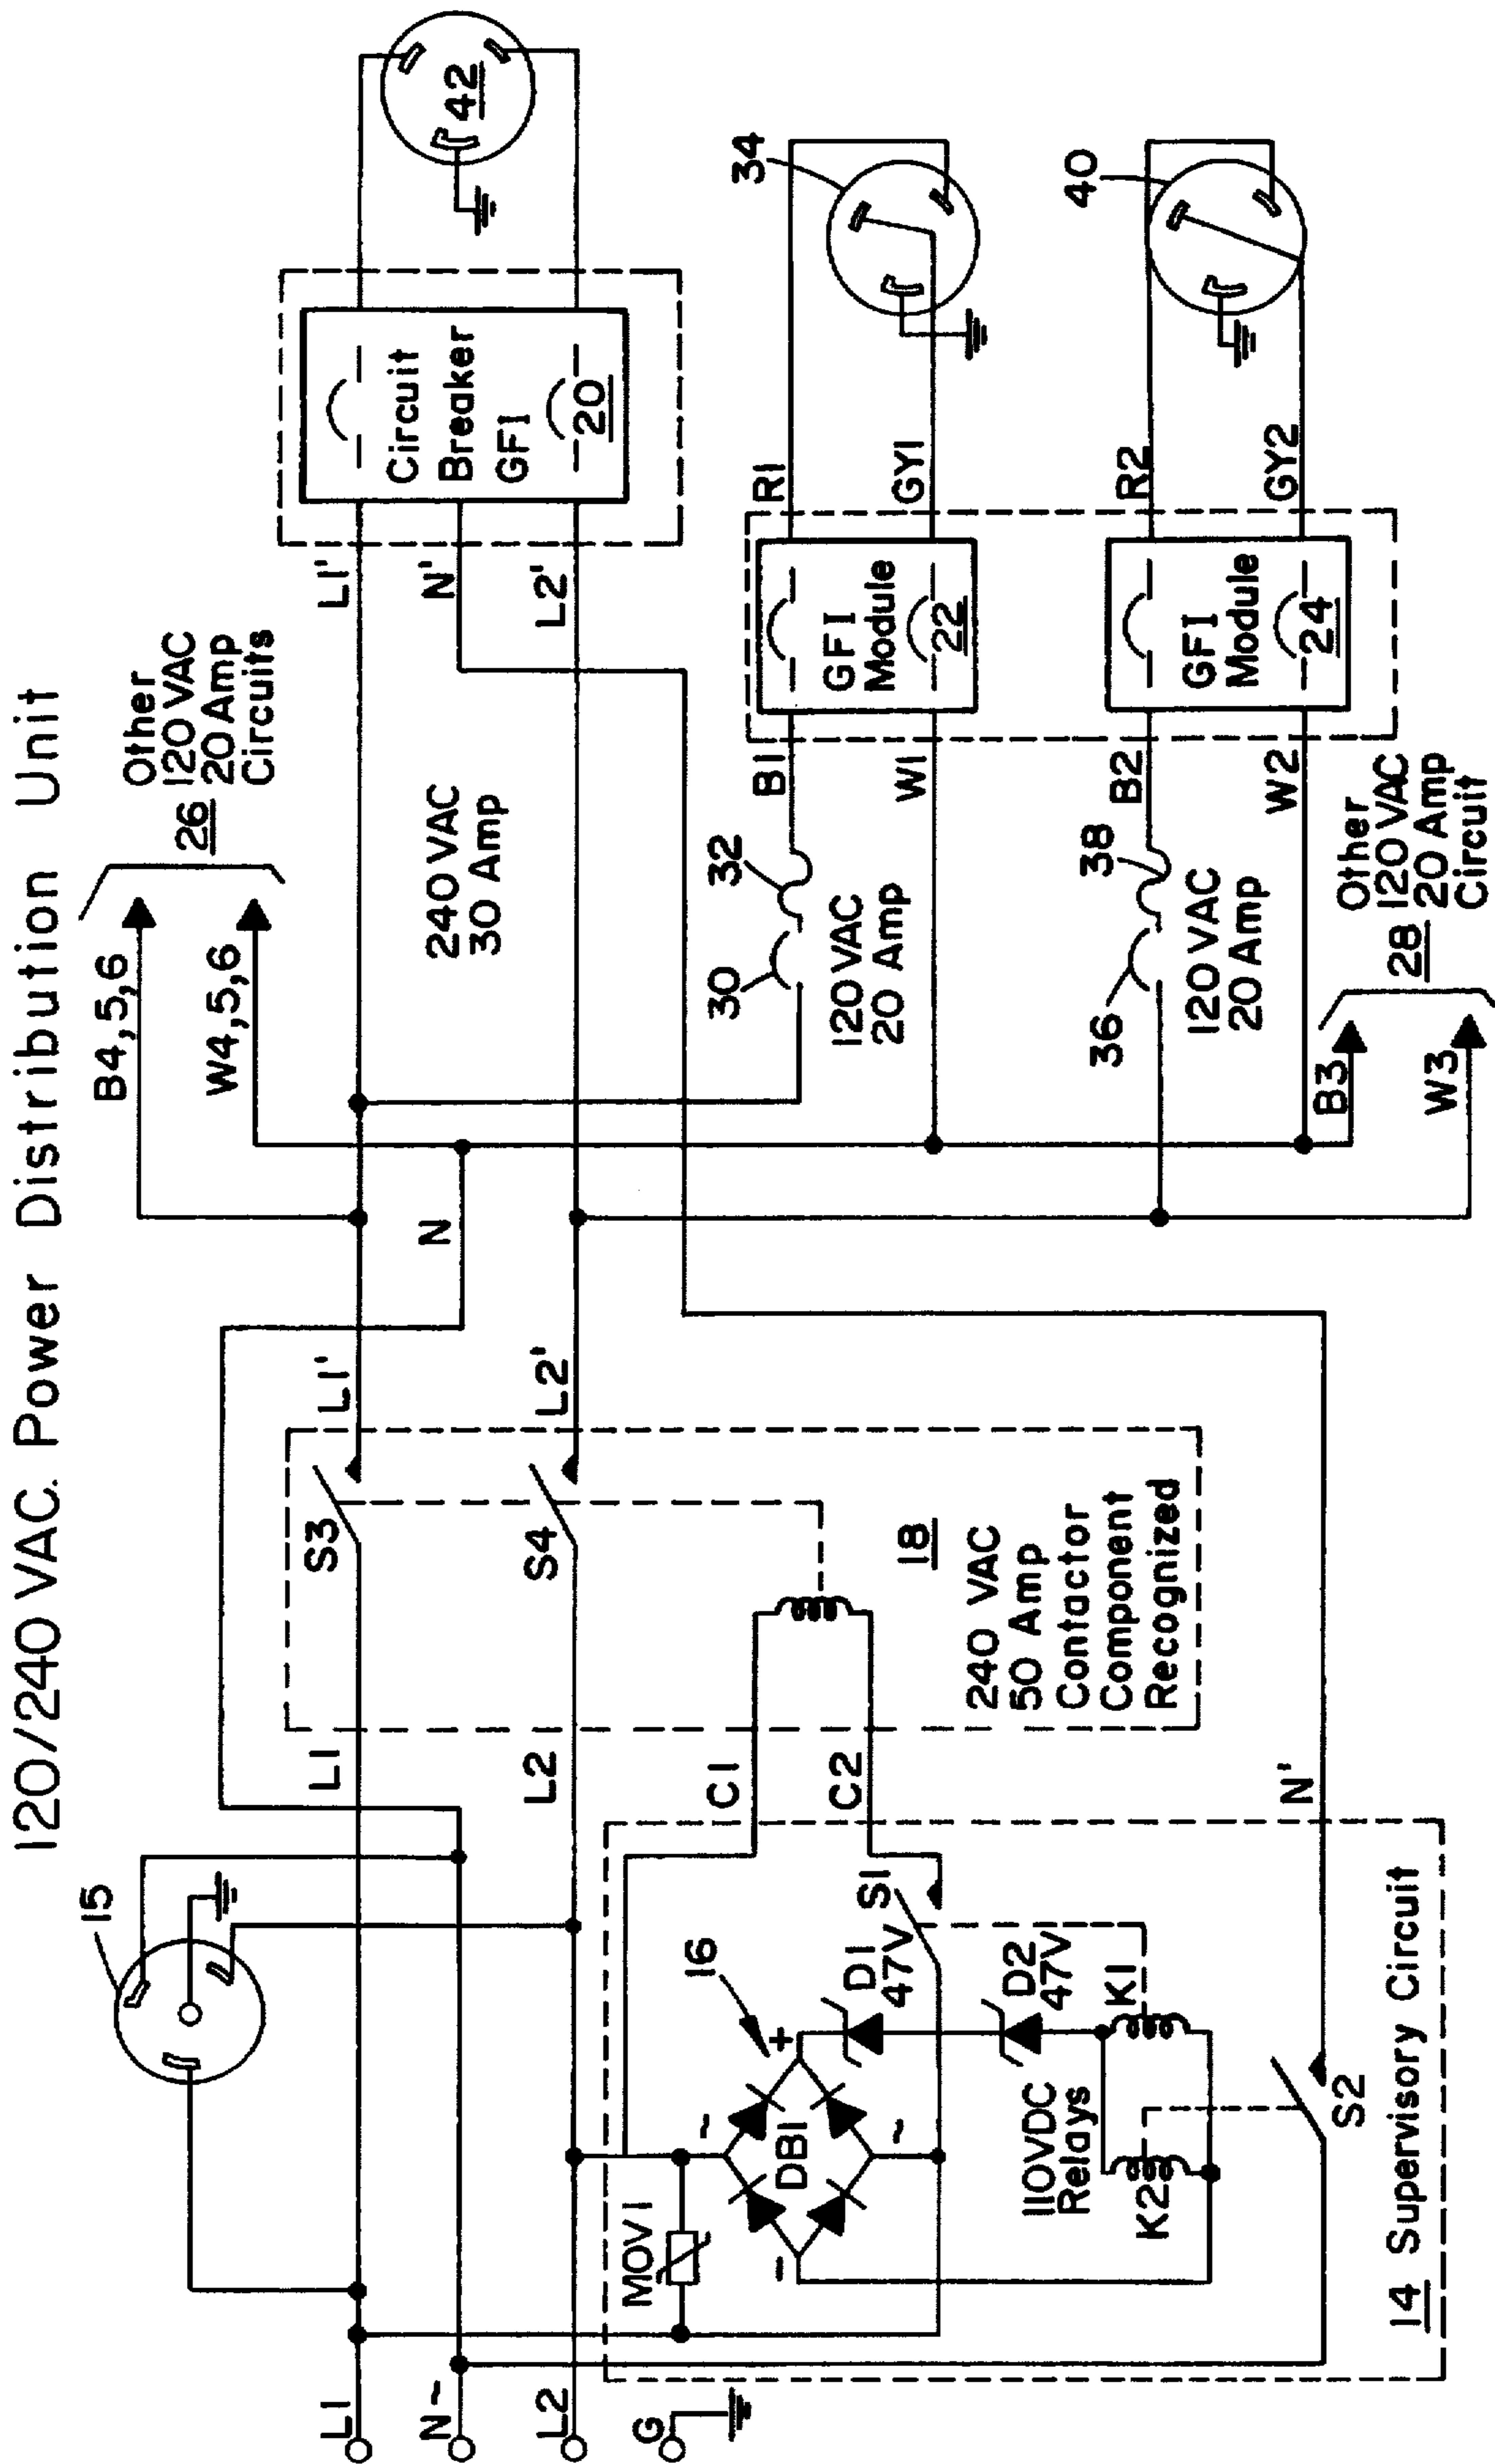 120/240 VAC. Power Distribution Unit
15
L1
N~
L2
G
L1
L2
S3
S4
L1'
L2'
N
B4,5,6
W4,5,6
26
Other
120 VAC
20 Amp
Circuits
L1'
N'
L2'
240 VAC
30 Amp
Circuit
Breaker
GFI
20
42
MOV1
~
DB1
+
-
~
16
D1
47V
S1
D2
47V
K1
110VDC
Relays
K2
S2
14 Supervisory Circuit
C1
C2
N'
18
240 VAC
50 Amp
Contactor
Component
Recognized
30
32
120 VAC
20 Amp
B1
W1
GFI
Module
22
R1
GY1
34
36
38
120 VAC
20 Amp
B2
W2
GFI
Module
24
R2
GY2
40
B3
W3
28
Other
120 VAC
20 Amp
Circuit